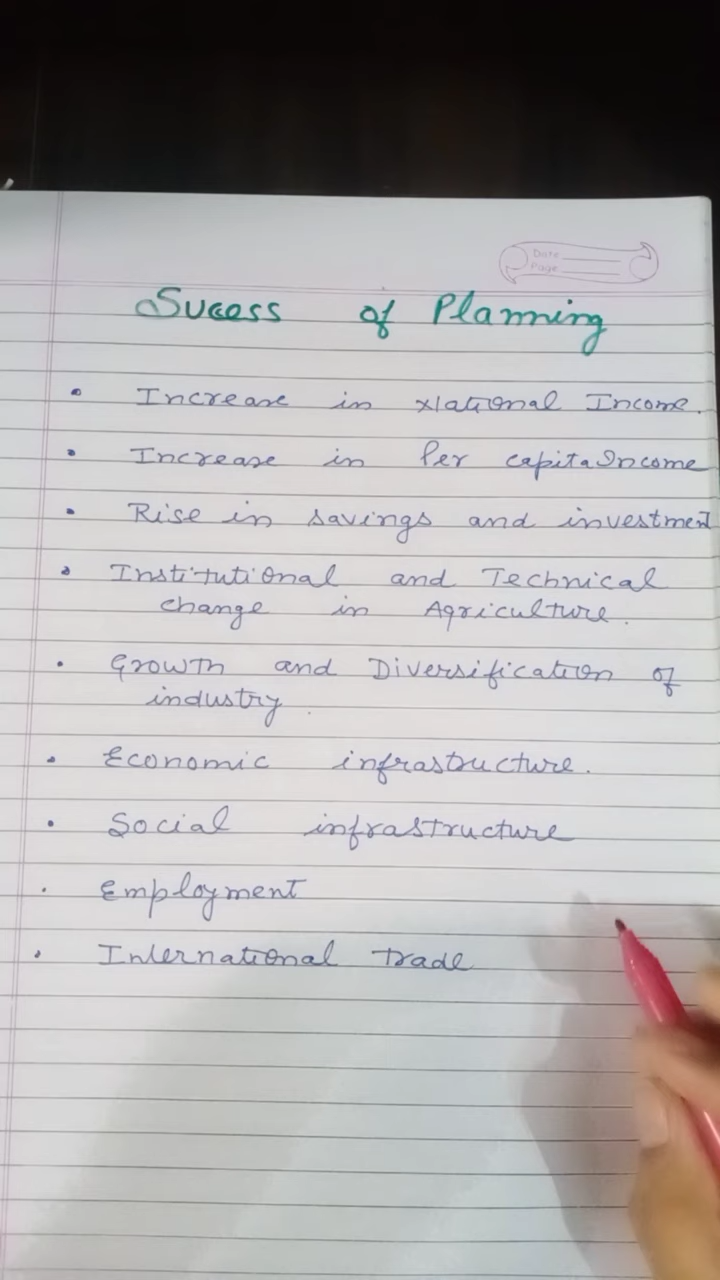 Date
Page
Sucess of Planning
• Increase in National Income.
• Increase in Per capita Income
• Rise in savings and investment
• Institutional and Technical
change in Agriculture.
• Growth and Diversification of
industry.
• Economic infrastructure.
• Social infrastructure
• Employment
• International Trade